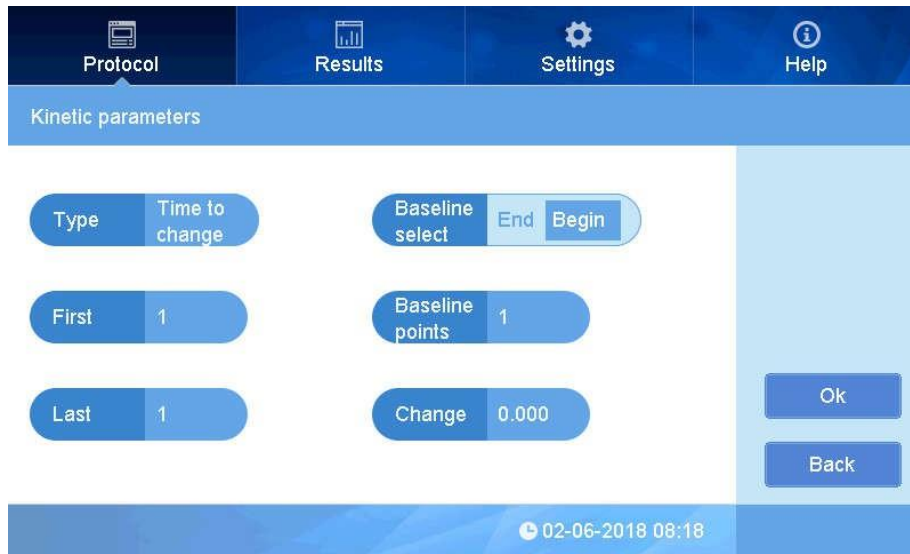 Protocol
Results
Settings
Help
Kinetic parameters
Type
Time to
change
Baseline
select
End
Begin
First
1
Baseline
points
1
Last
1
Change
0.000
Ok
Back
02-06-2018 08:18